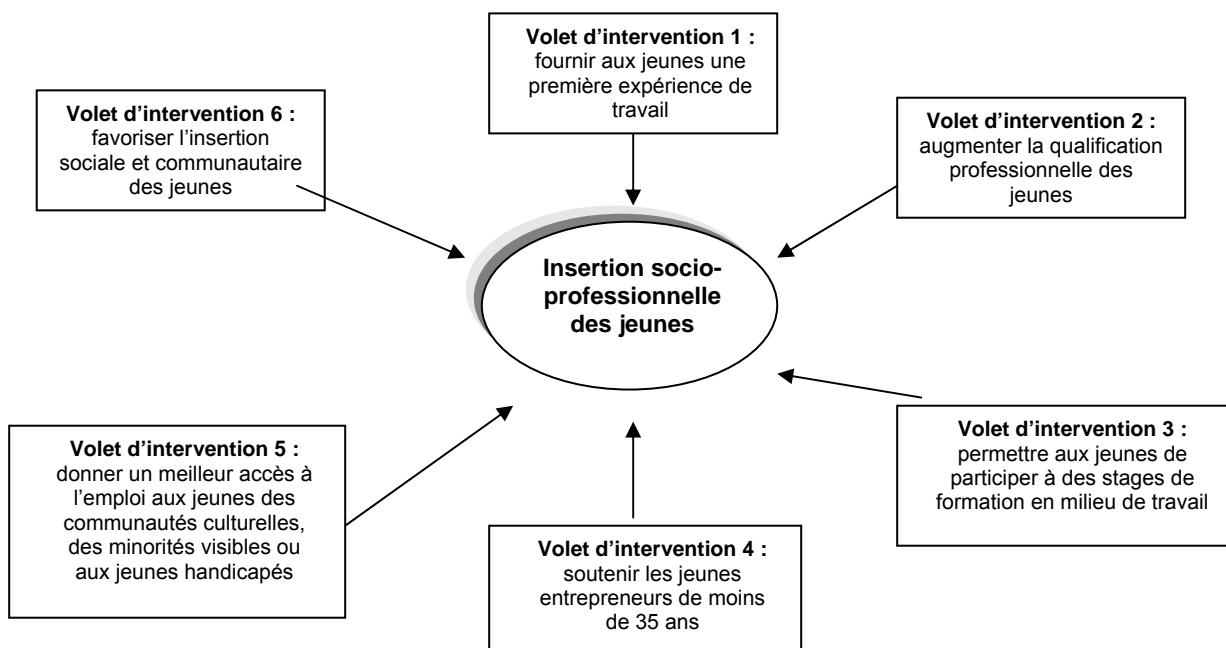 Volet d'intervention 1 :
fournir aux jeunes une
première expérience de
travail
Volet d'intervention 6 :
favoriser l'insertion
sociale et communautaire
des jeunes
Volet d'intervention 2 :
augmenter la qualification
professionnelle des
jeunes
Insertion socio-
professionnelle
des jeunes
Volet d'intervention 5 :
donner un meilleur accès à
l'emploi aux jeunes des
communautés culturelles,
des minorités visibles ou
aux jeunes handicapés
Volet d'intervention 3 :
permettre aux jeunes de
participer à des stages de
formation en milieu de travail
Volet d'intervention 4 :
soutenir les jeunes
entrepreneurs de moins
de 35 ans